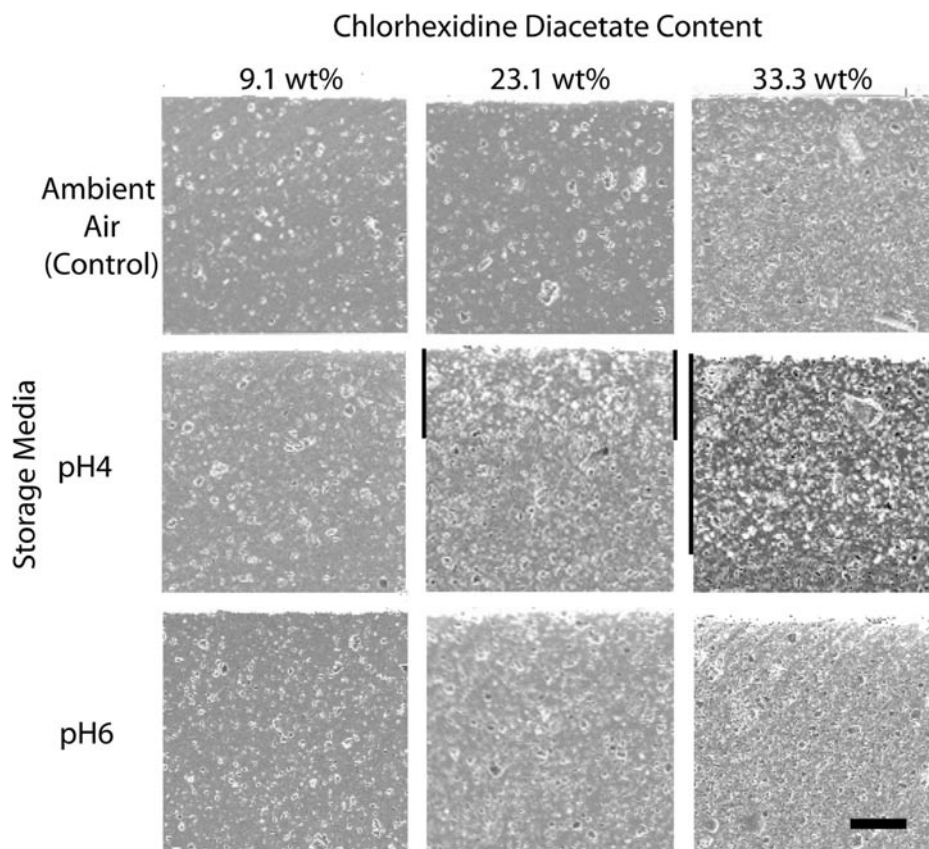 Chlorhexidine Diacetate Content
9.1 wt%
23.1 wt%
33.3 wt%
Storage Media
Ambient
Air
(Control)
pH4
pH6